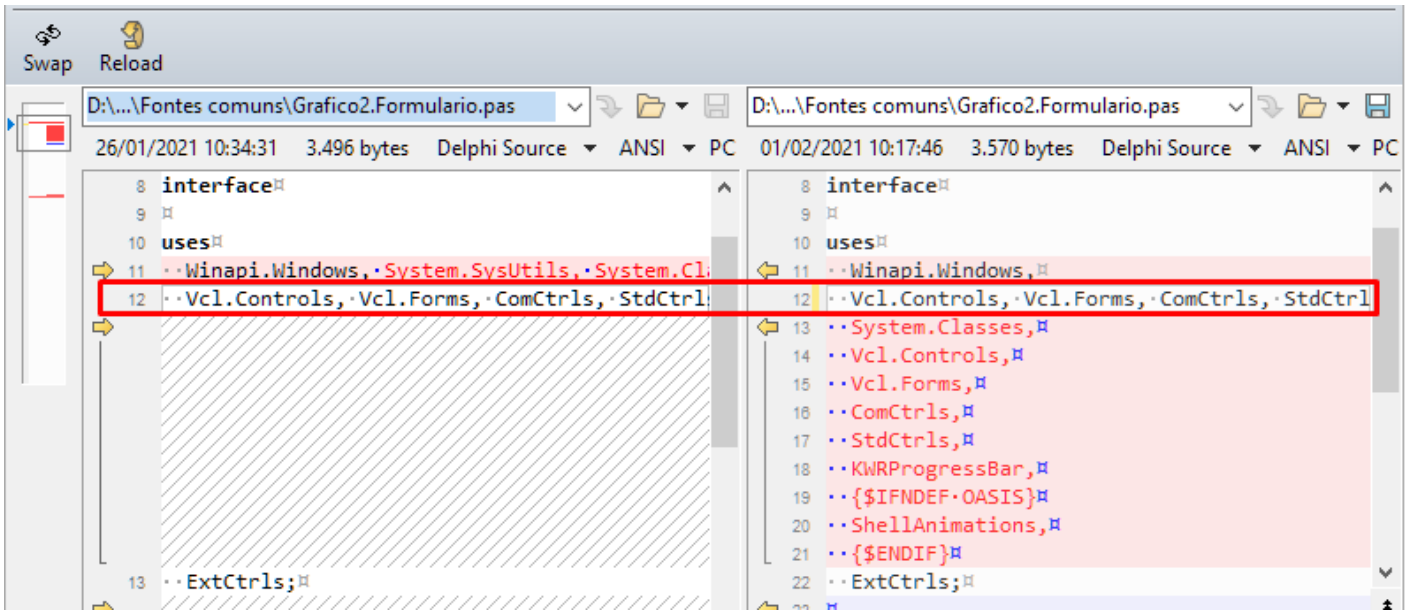 Swap Reload
D:\...\Fontes comuns\Grafico2.Formulario.pas
26/01/2021 10:34:31 3.496 bytes Delphi Source ANSI PC
8 interface¤
9 ¤
10 uses¤
11 ··Winapi.Windows,·System.SysUtils,·System.Cl
12 ··Vcl.Controls,·Vcl.Forms,·ComCtrls,·StdCtrl
13 ··ExtCtrls;¤
D:\...\Fontes comuns\Grafico2.Formulario.pas
01/02/2021 10:17:46 3.570 bytes Delphi Source ANSI PC
8 interface¤
9 ¤
10 uses¤
11 ··Winapi.Windows,¤
12 ··Vcl.Controls,·Vcl.Forms,·ComCtrls,·StdCtrl
13 ··System.Classes,¤
14 ··Vcl.Controls,¤
15 ··Vcl.Forms,¤
16 ··ComCtrls,¤
17 ··StdCtrls,¤
18 ··KWRProgressBar,¤
19 ··{$IFNDEF·OASIS}¤
20 ··ShellAnimations,¤
21 ··{$ENDIF}¤
22 ··ExtCtrls;¤